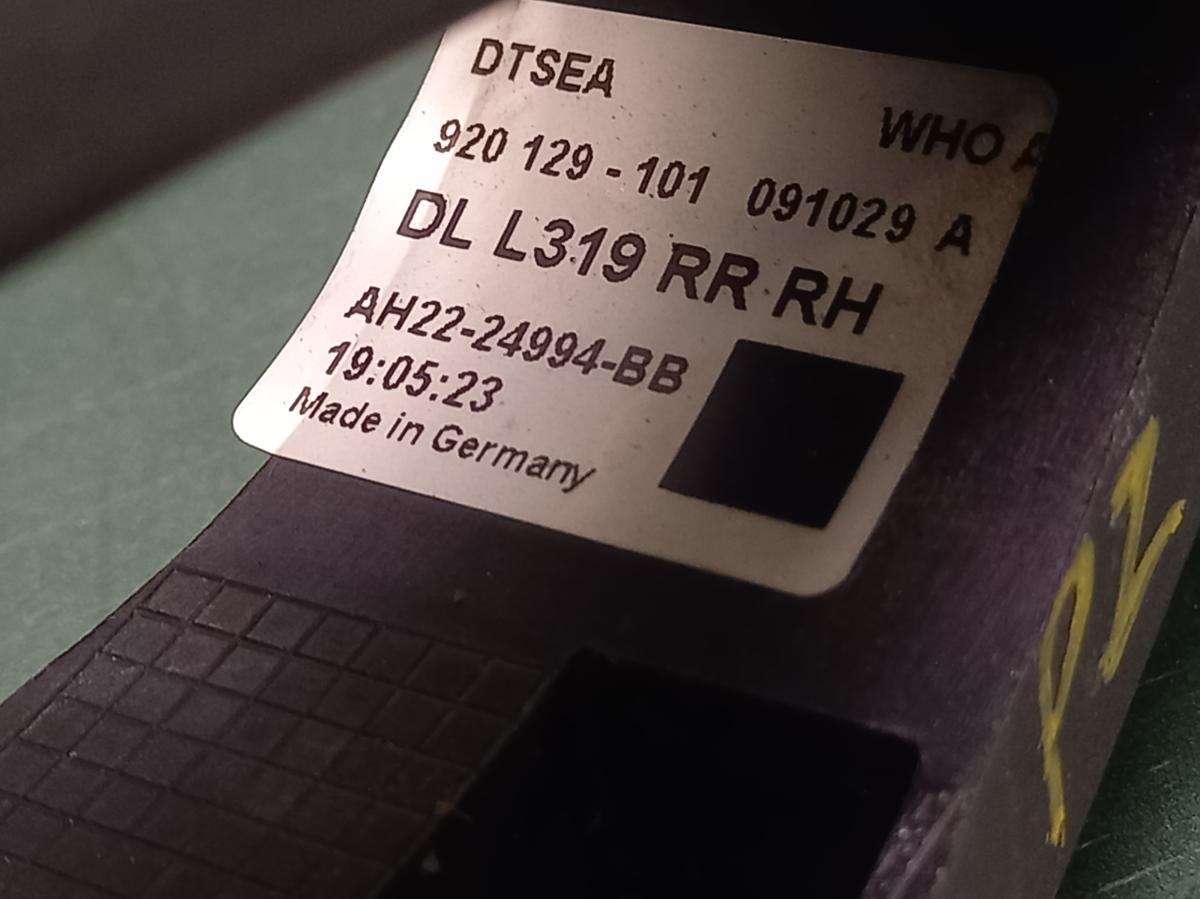 DTSEA
WHO A
920 129 - 101 091029 A
DL L319 RR RH
AH22-24994-BB
19:05:23
Made in Germany